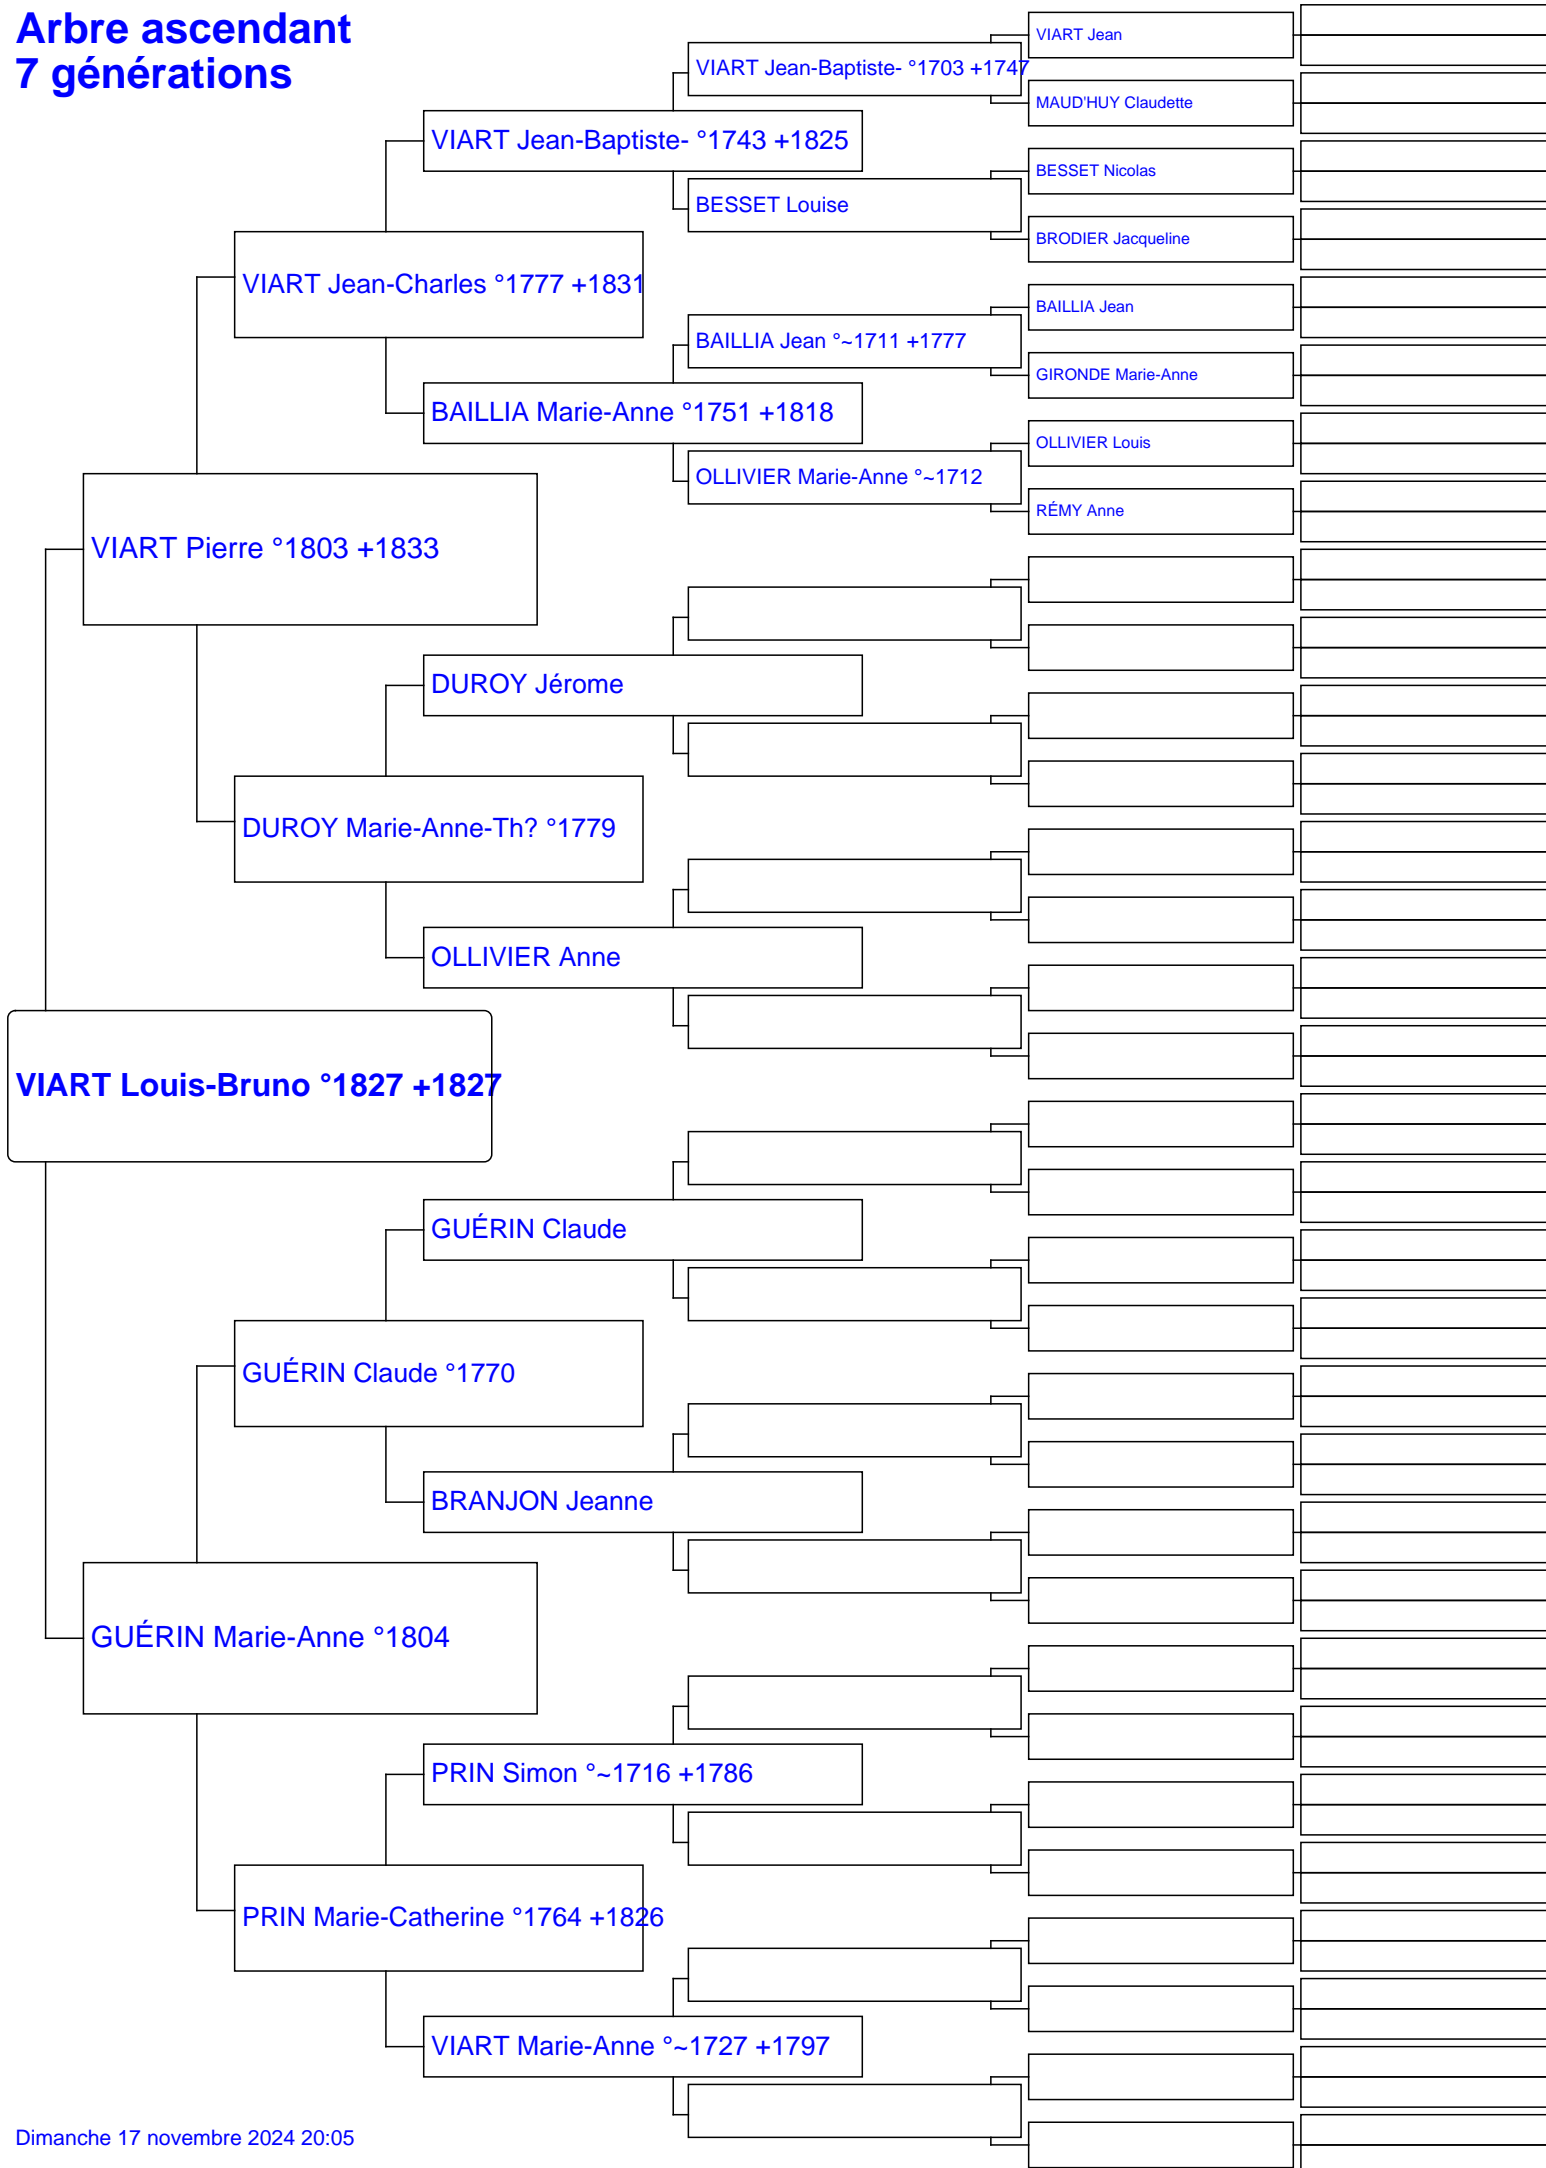 Arbre ascendant
7 générations
VIART Jean
VIART Jean-Baptiste- °1703 +1747
MAUD'HUY Claudette
VIART Jean-Baptiste- °1743 +1825
BESSET Nicolas
BESSET Louise
BRODIER Jacqueline
VIART Jean-Charles °1777 +1831
BAILLIA Jean
BAILLIA Jean °~1711 +1777
GIRONDE Marie-Anne
BAILLIA Marie-Anne °1751 +1818
OLLIVIER Louis
OLLIVIER Marie-Anne °~1712
RÉMY Anne
VIART Pierre °1803 +1833
DUROY Jérome
DUROY Marie-Anne-Th? °1779
OLLIVIER Anne
VIART Louis-Bruno °1827 +1827
GUÉRIN Claude
GUÉRIN Claude °1770
BRANJON Jeanne
GUÉRIN Marie-Anne °1804
PRIN Simon °~1716 +1786
PRIN Marie-Catherine °1764 +1826
VIART Marie-Anne °~1727 +1797
Dimanche 17 novembre 2024 20:05